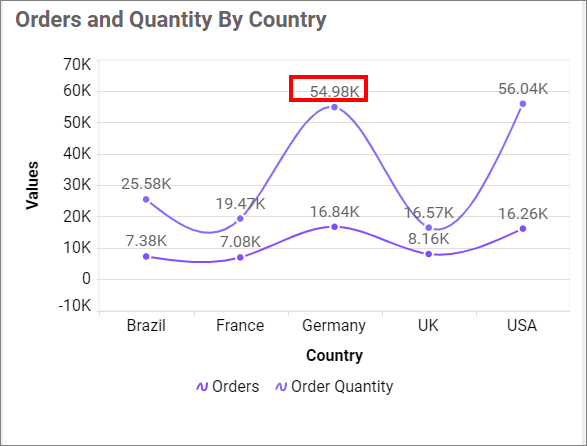 Orders and Quantity By Country
70K
60K
50K
40K
30K
20K
10K
0
-10K
Values
25.58K
19.47K
54.98K
16.57K
56.04K
7.38K
7.08K
16.84K
8.16K
16.26K
Brazil
France
Germany
UK
USA
Country
Orders
Order Quantity